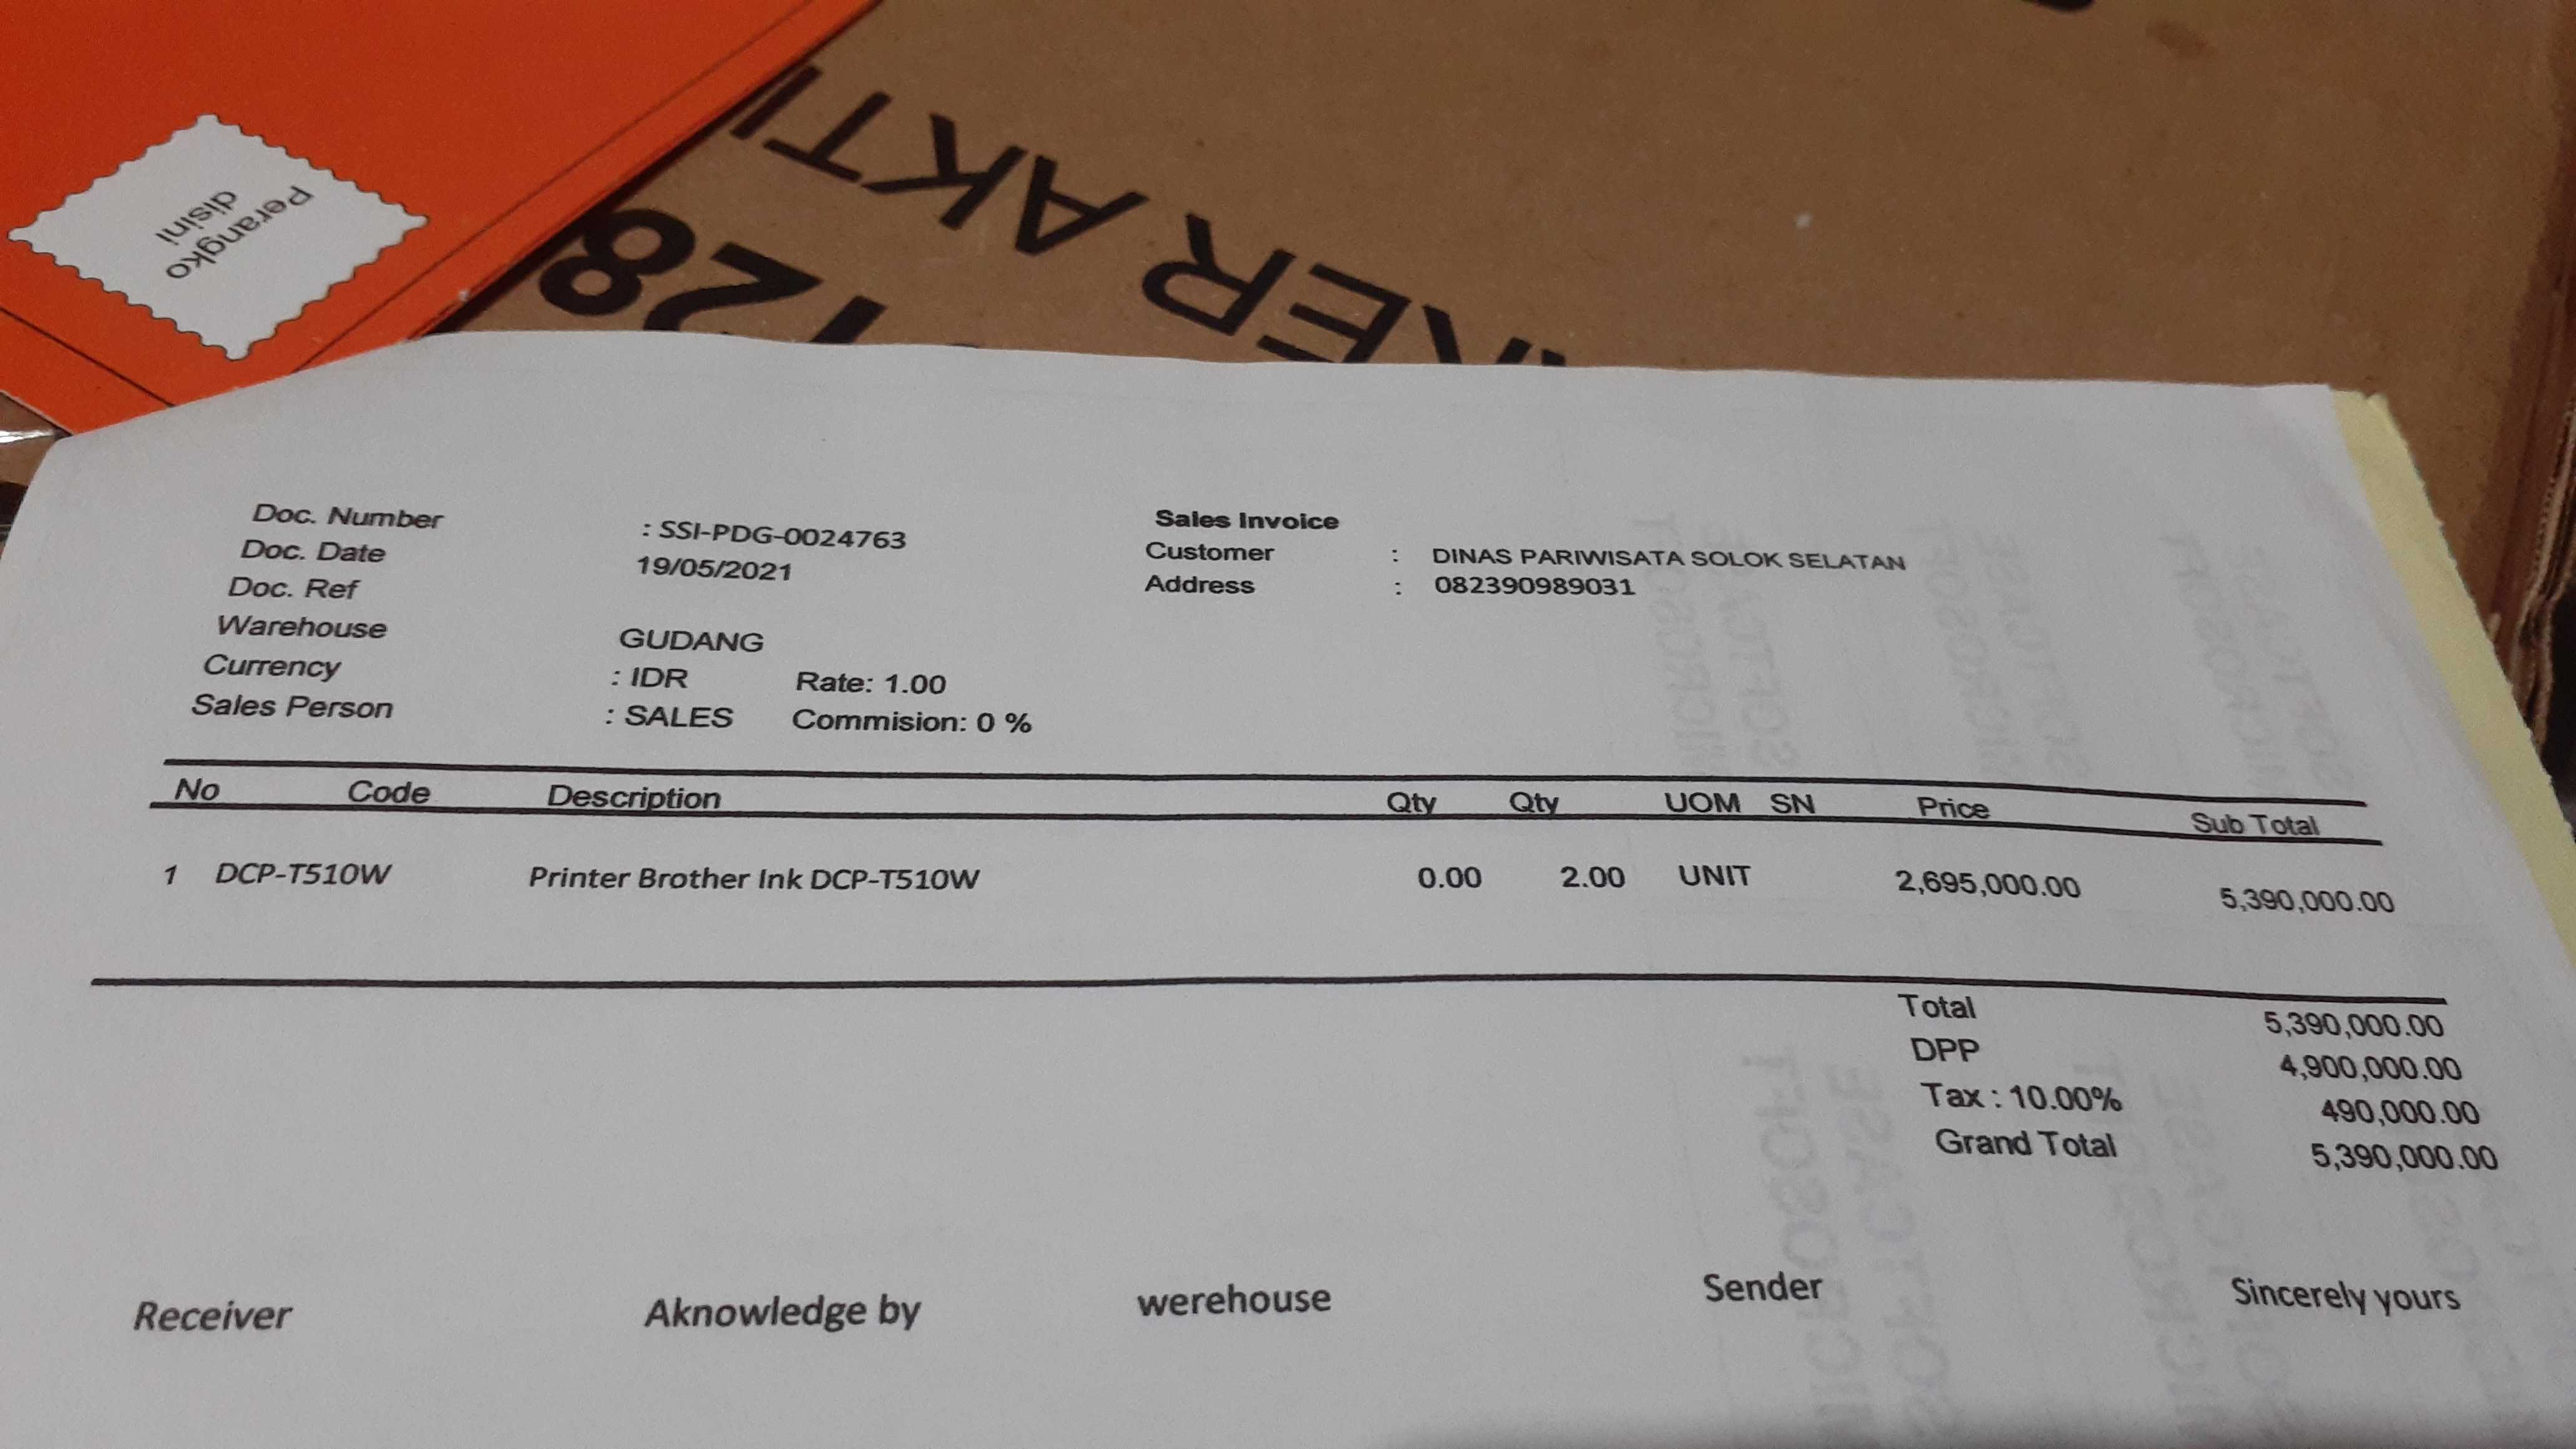 Perangko
disini
ER AKTI
128
Doc. Number : SSI-PDG-0024763
Doc. Date 19/05/2021
Doc. Ref
Warehouse GUDANG
Currency : IDR Rate: 1.00
Sales Person : SALES Commision: 0 %
Sales Invoice
Customer : DINAS PARIWISATA SOLOK SELATAN
Address : 082390989031
No Code Description Qty Qty UOM SN Price Sub Total
1 DCP-T510W Printer Brother Ink DCP-T510W 0.00 2.00 UNIT 2,695,000.00 5,390,000.00
Total 5,390,000.00
DPP 4,900,000.00
Tax : 10.00% 490,000.00
Grand Total 5,390,000.00
Receiver Aknowledge by werehouse Sender Sincerely yours